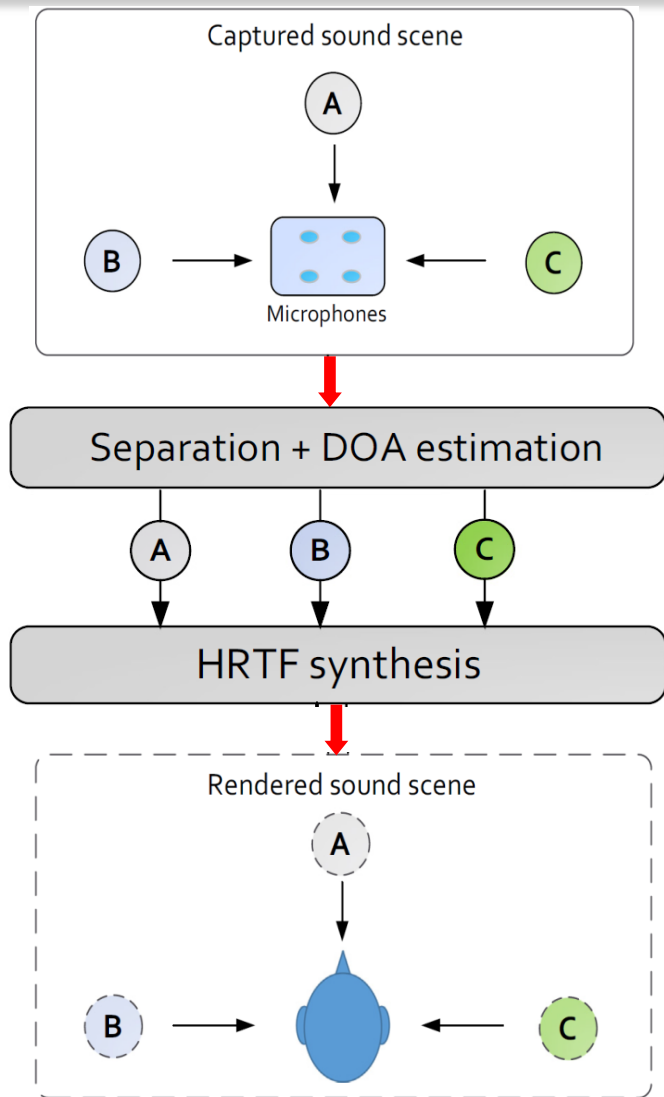 Captured sound scene
A
B
C
Microphones
Separation + DOA estimation
A
B
C
HRTF synthesis
Rendered sound scene
A
B
C